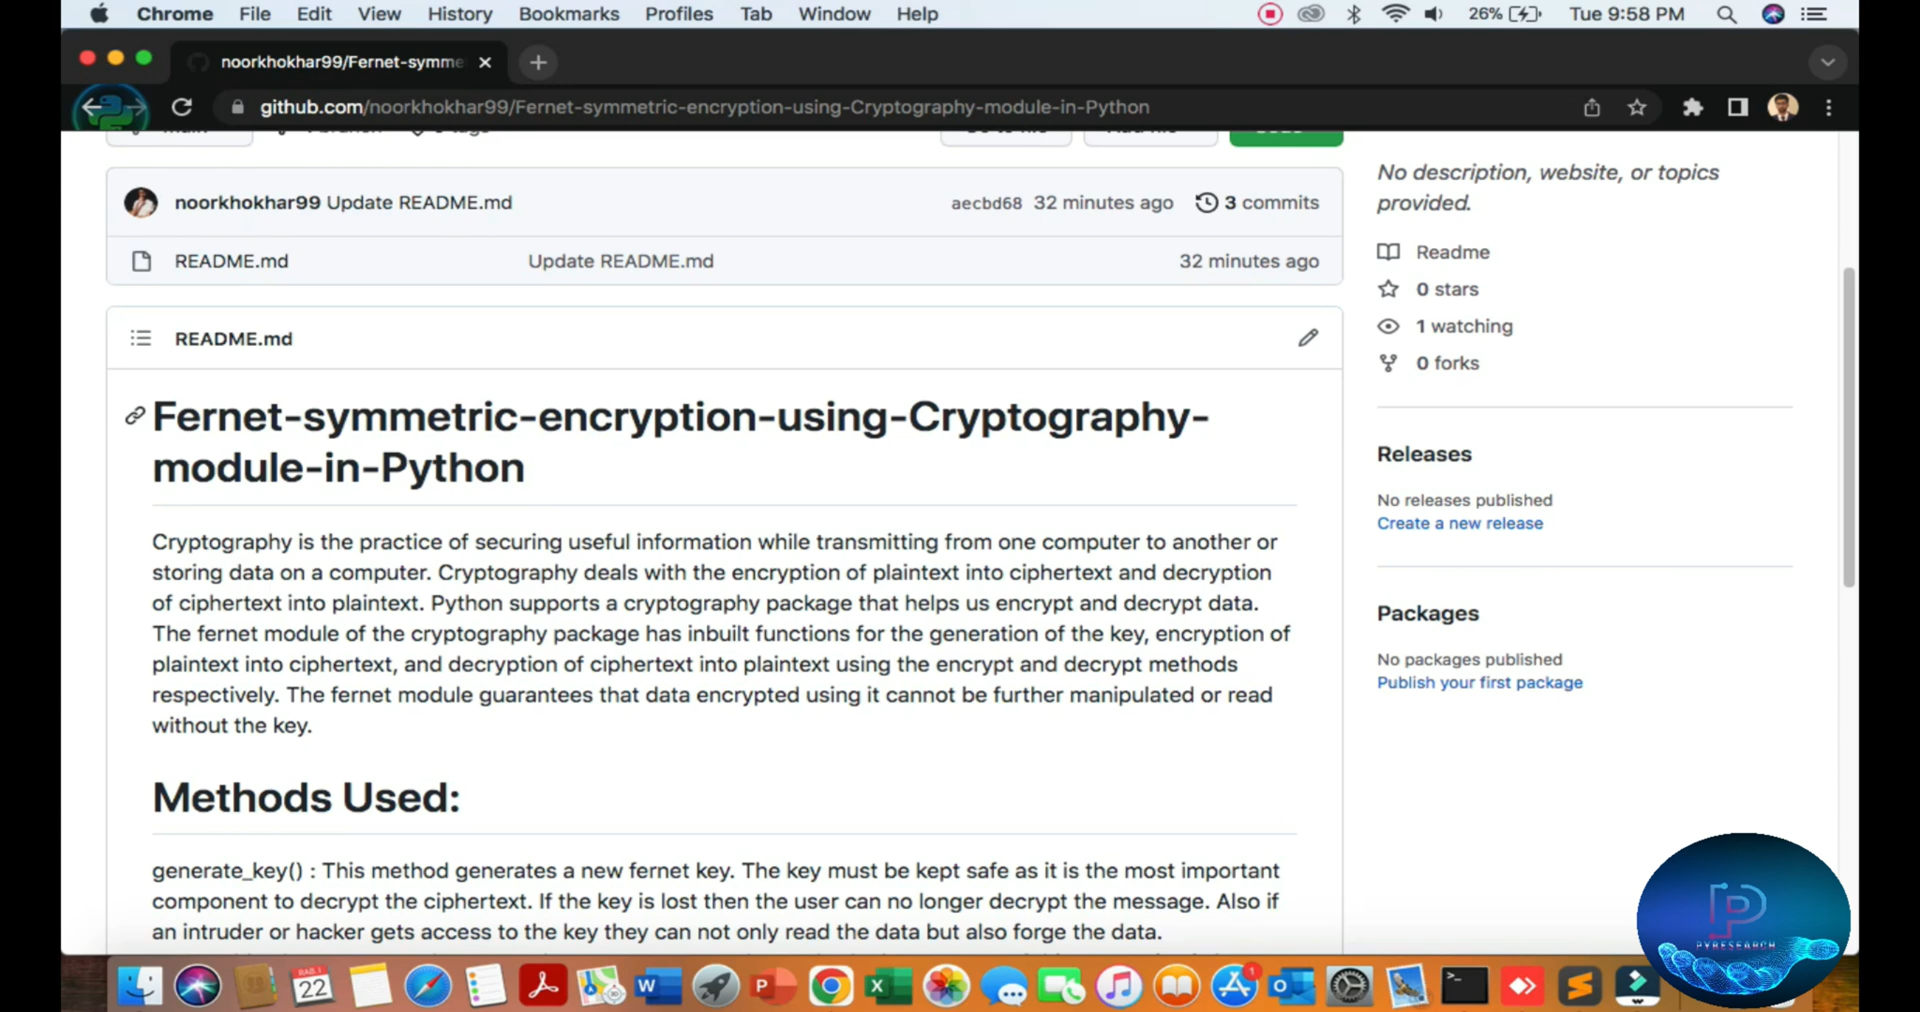 Chrome File Edit View History Bookmarks Profiles Tab Window Help 26% Tue 9:58 PM
noorkhokhar99/Fernet-symme
github.com/noorkhokhar99/Fernet-symmetric-encryption-using-Cryptography-module-in-Python
noorkhokhar99 Update README.md aecbd68 32 minutes ago 3 commits
README.md Update README.md 32 minutes ago
README.md
Fernet-symmetric-encryption-using-Cryptography-
module-in-Python
Cryptography is the practice of securing useful information while transmitting from one computer to another or
storing data on a computer. Cryptography deals with the encryption of plaintext into ciphertext and decryption
of ciphertext into plaintext. Python supports a cryptography package that helps us encrypt and decrypt data.
The fernet module of the cryptography package has inbuilt functions for the generation of the key, encryption of
plaintext into ciphertext, and decryption of ciphertext into plaintext using the encrypt and decrypt methods
respectively. The fernet module guarantees that data encrypted using it cannot be further manipulated or read
without the key.
Methods Used:
generate_key() : This method generates a new fernet key. The key must be kept safe as it is the most important
component to decrypt the ciphertext. If the key is lost then the user can no longer decrypt the message. Also if
an intruder or hacker gets access to the key they can not only read the data but also forge the data.
No description, website, or topics
provided.
Readme
0 stars
1 watching
0 forks
Releases
No releases published
Create a new release
Packages
No packages published
Publish your first package
PYRESEARCH
22